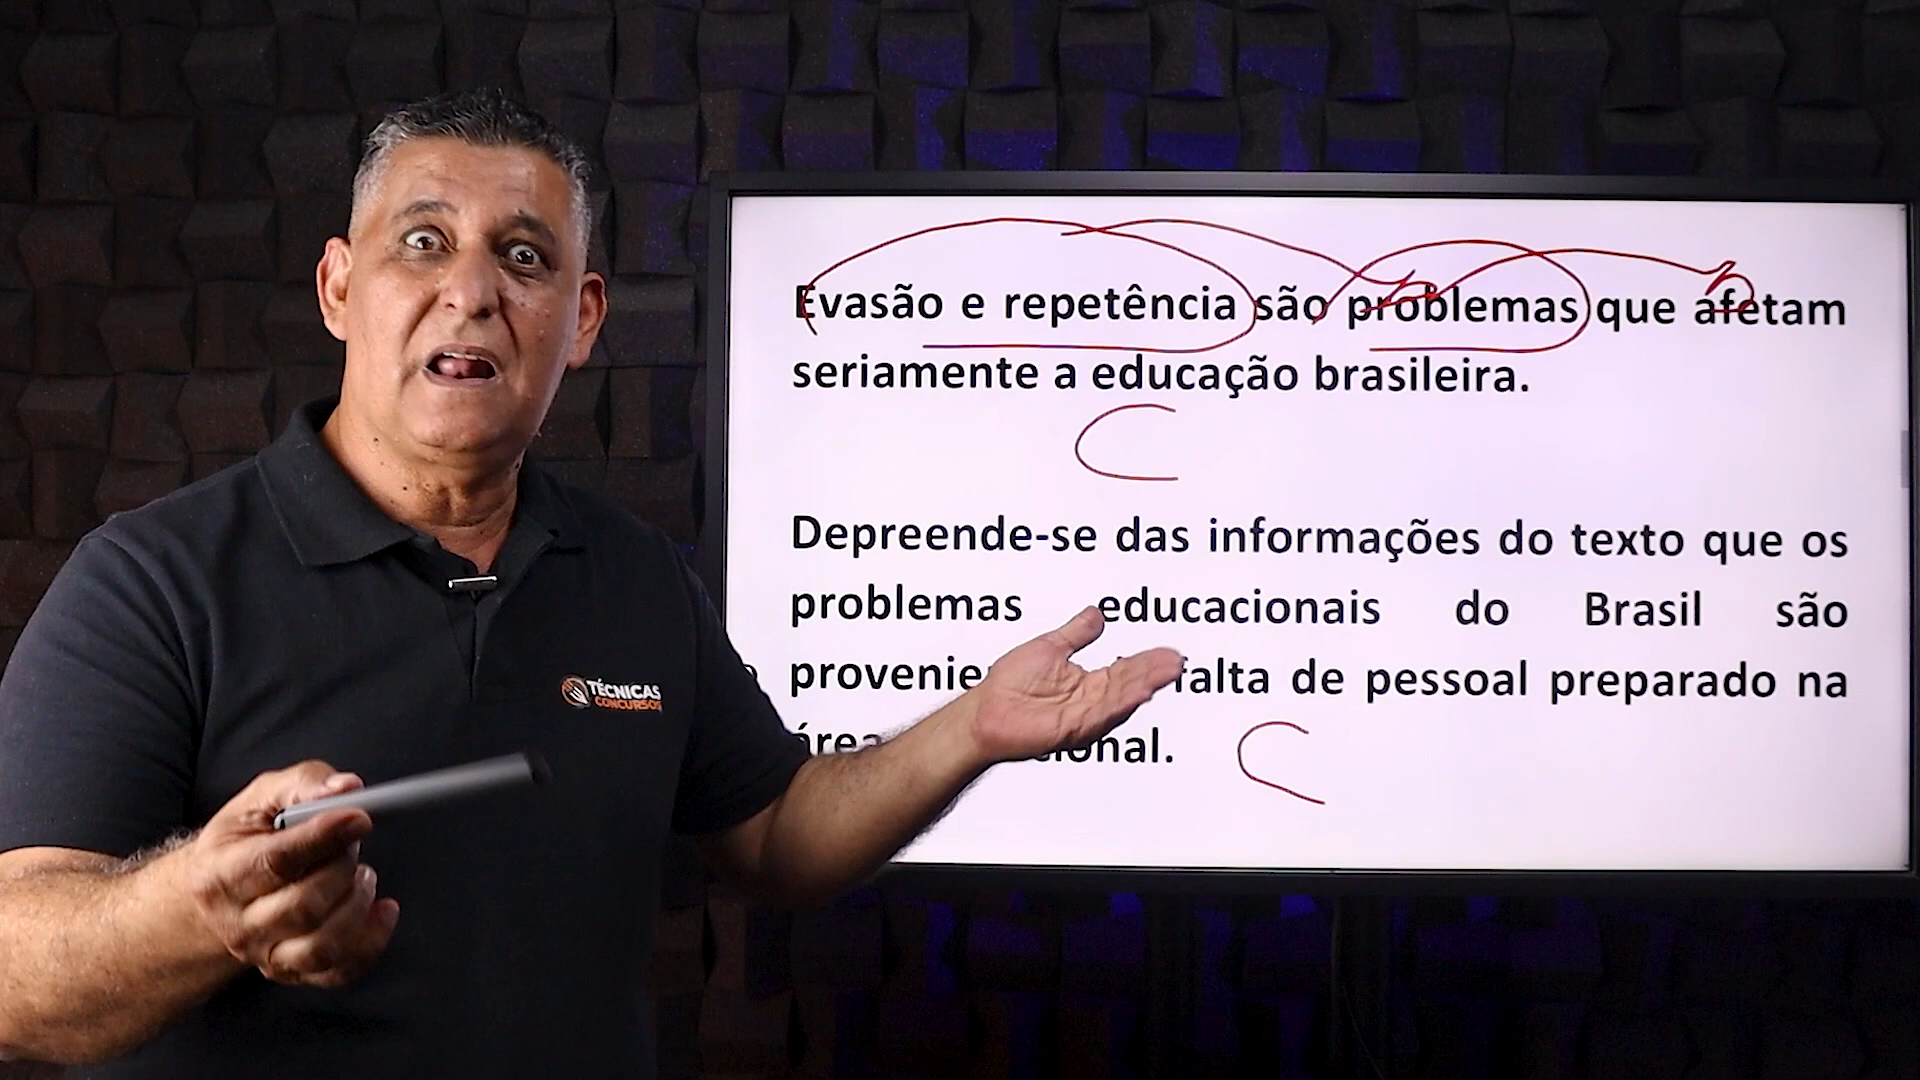 Evasão e repetência são problemas que afetam
seriamente a educação brasileira.
C
Depreende-se das informações do texto que os
problemas educacionais do Brasil são
falta de pessoal preparado na
C
TÉCNICAS
CONCURSOS